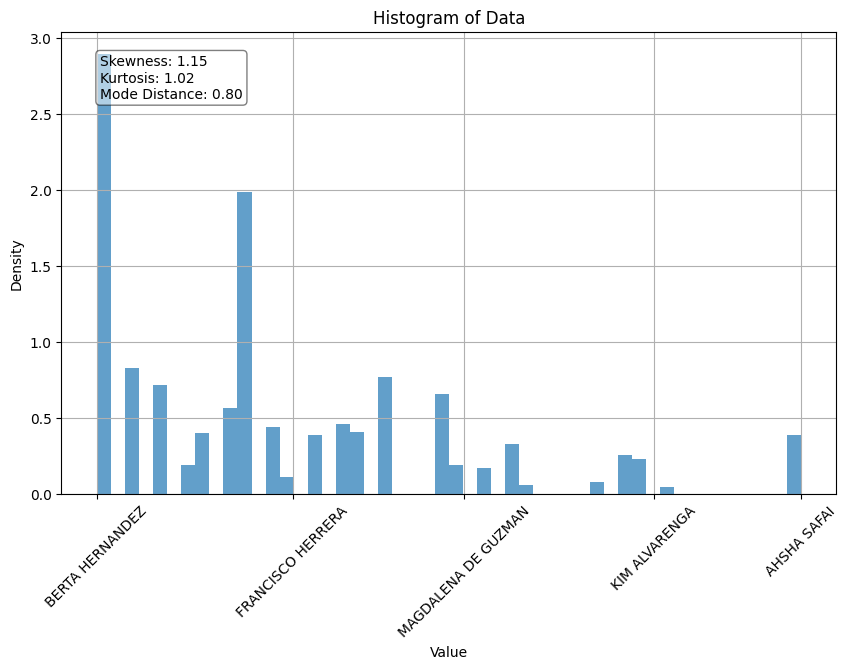 Histogram of Data
Skewness: 1.15
Kurtosis: 1.02
Mode Distance: 0.80
Density
3.0
2.5
2.0
1.5
1.0
0.5
0.0
BERTA HERNANDEZ
FRANCISCO HERRERA
MAGDALENA DE GUZMAN
KIM ALVARENGA
AHSHA SAFAI
Value